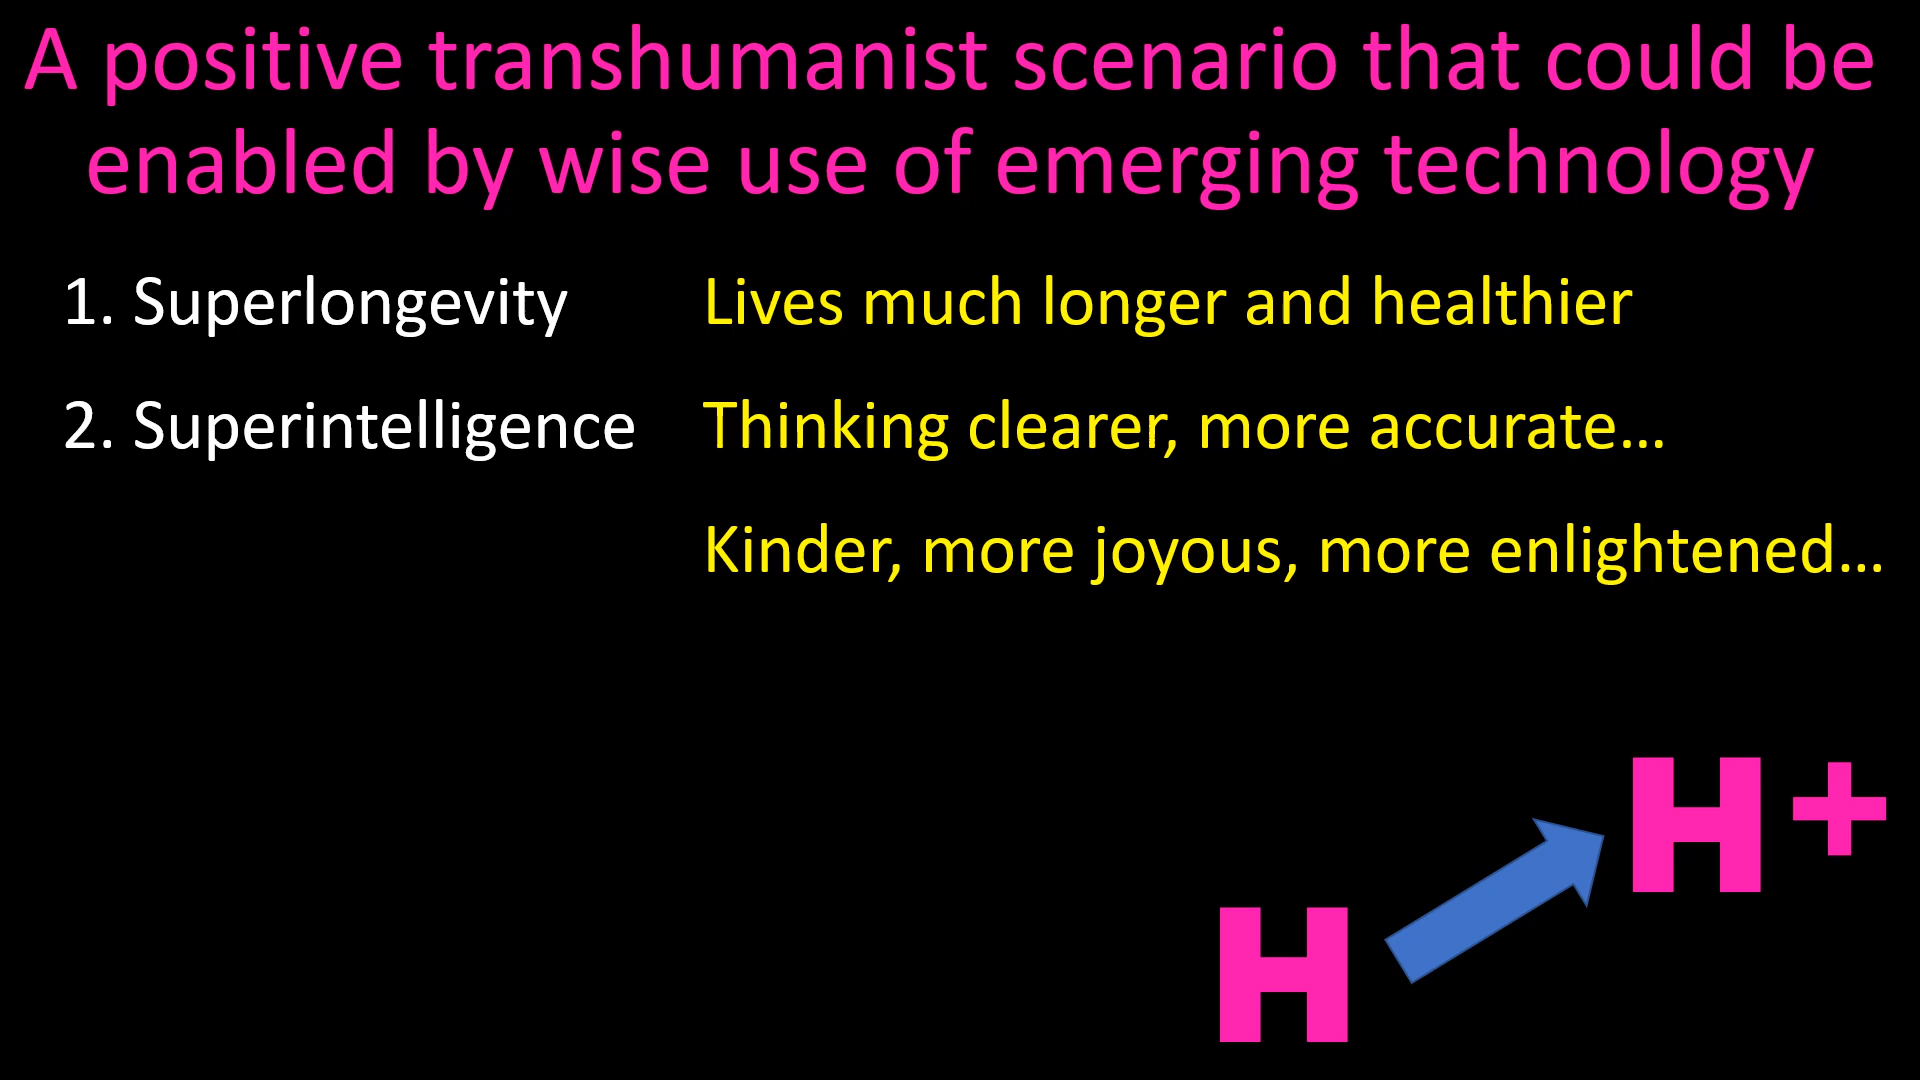 A positive transhumanist scenario that could be
enabled by wise use of emerging technology
1. Superlongevity Lives much longer and healthier
2. Superintelligence Thinking clearer, more accurate…
Kinder, more joyous, more enlightened…
H+
H